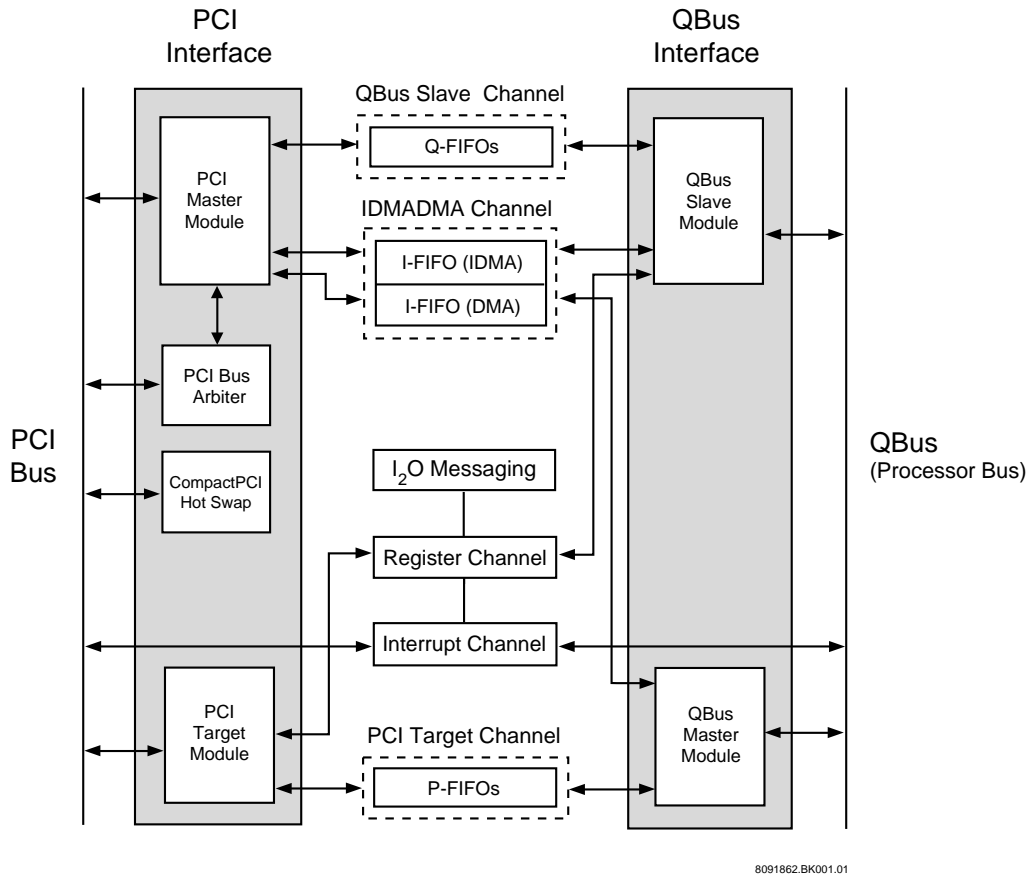 PCI
Interface
QBus
Interface
QBus Slave Channel
Q-FIFOs
PCI
Master
Module
QBus
Slave
Module
IDMADMA Channel
I-FIFO (IDMA)
I-FIFO (DMA)
PCI Bus
Arbiter
PCI
Bus
QBus
(Processor Bus)
CompactPCI
Hot Swap
I2O Messaging
Register Channel
Interrupt Channel
PCI
Target
Module
QBus
Master
Module
PCI Target Channel
P-FIFOs
8091862.BK001.01